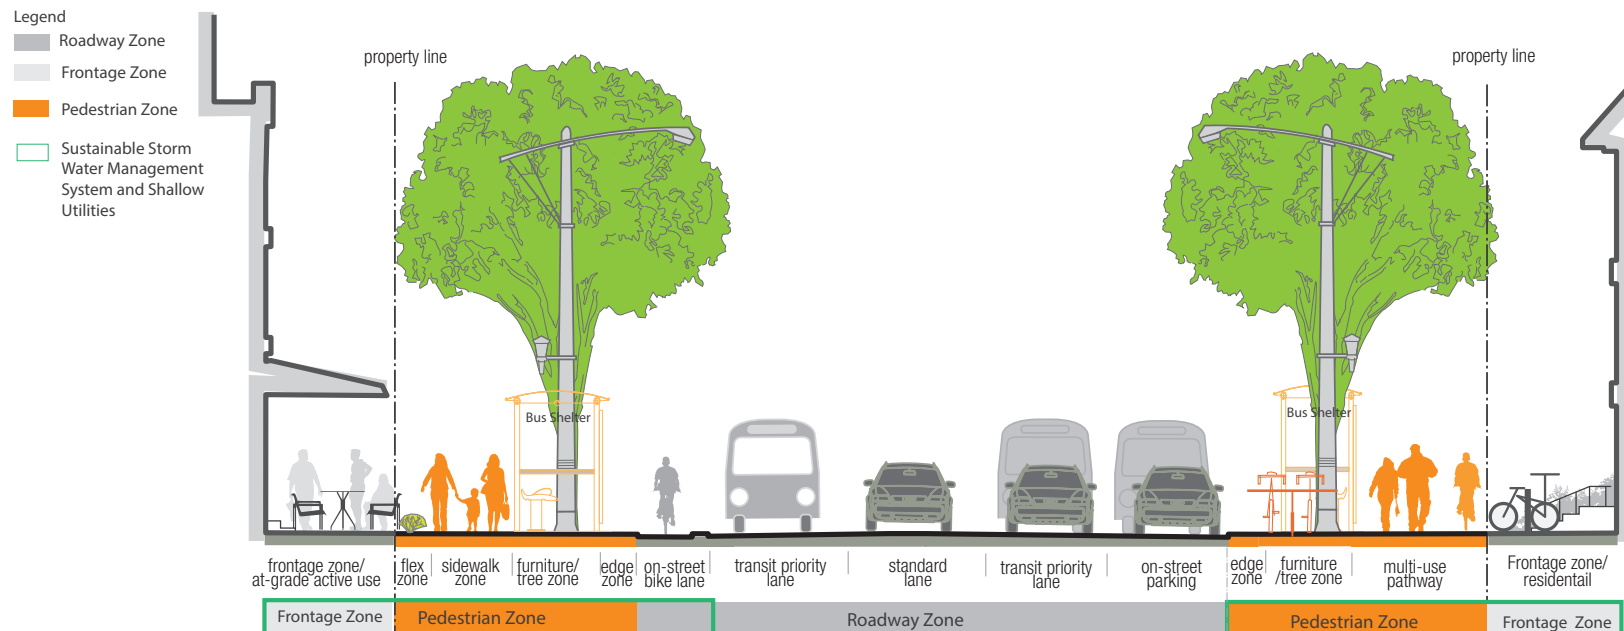 Legend
Roadway Zone
Frontage Zone
Pedestrian Zone
Sustainable Storm
Water Management
System and Shallow
Utilities
property line
property line
Bus Shelter
Bus Shelter
frontage zone/
at-grade active use
flex
zone
sidewalk
zone
furniture/
tree zone
edge
zone
on-street
bike lane
transit priority
lane
standard
lane
transit priority
lane
on-street
parking
edge
zone
furniture
/tree zone
multi-use
pathway
Frontage zone/
residentail
Frontage Zone
Pedestrian Zone
Roadway Zone
Pedestrian Zone
Frontage Zone